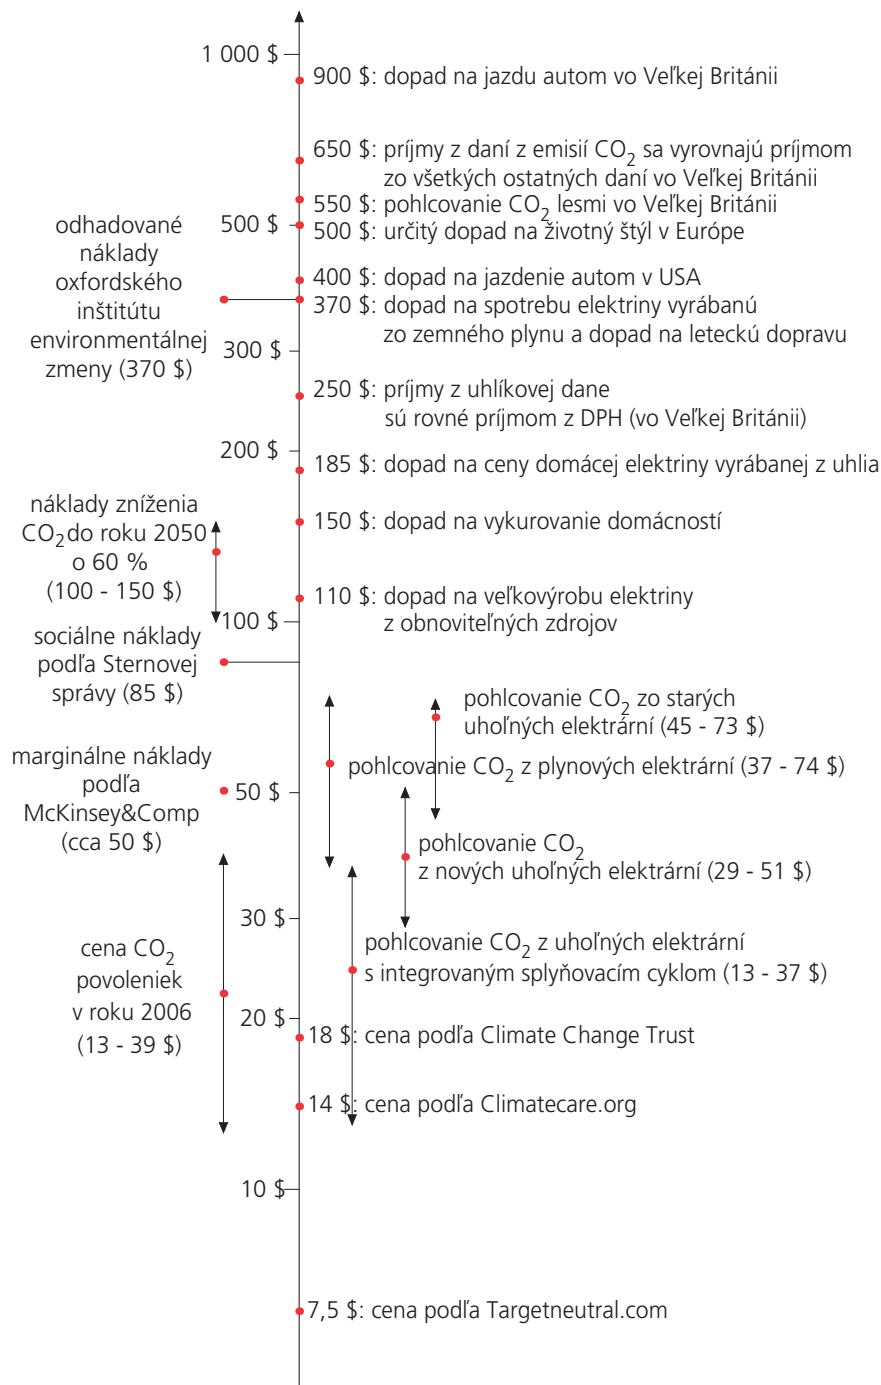 1 000 $
900 $: dopad na jazdu autom vo Veľkej Británii
650 $: príjmy z daní z emisií CO2 sa vyrovnajú príjmom
zo všetkých ostatných daní vo Veľkej Británii
550 $: pohlcovanie CO2 lesmi vo Veľkej Británii
500 $
500 $: určitý dopad na životný štýl v Európe
odhadované
náklady
oxfordského
inštitútu
environmentálnej
zmeny (370 $)
400 $: dopad na jazdenie autom v USA
370 $: dopad na spotrebu elektriny vyrábanú
zo zemného plynu a dopad na leteckú dopravu
300 $
250 $: príjmy z uhlíkovej dane
sú rovné príjmom z DPH (vo Veľkej Británii)
200 $
185 $: dopad na ceny domácej elektriny vyrábanej z uhlia
náklady zníženia
CO2 do roku 2050
o 60 %
(100 - 150 $)
150 $: dopad na vykurovanie domácností
110 $: dopad na veľkovýrobu elektriny
z obnoviteľných zdrojov
100 $
sociálne náklady
podľa Sternovej
správy (85 $)
pohlcovanie CO2 zo starých
uhoľných elektrární (45 - 73 $)
pohlcovanie CO2 z plynových elektrární (37 - 74 $)
marginálne náklady
podľa
McKinsey&Comp
(cca 50 $)
50 $
pohlcovanie CO2
z nových uhoľných elektrární (29 - 51 $)
30 $
pohlcovanie CO2 z uhoľných elektrární
s integrovaným splyňovacím cyklom (13 - 37 $)
cena CO2
povoleniek
v roku 2006
(13 - 39 $)
20 $
18 $: cena podľa Climate Change Trust
14 $: cena podľa Climatecare.org
10 $
7,5 $: cena podľa Targetneutral.com